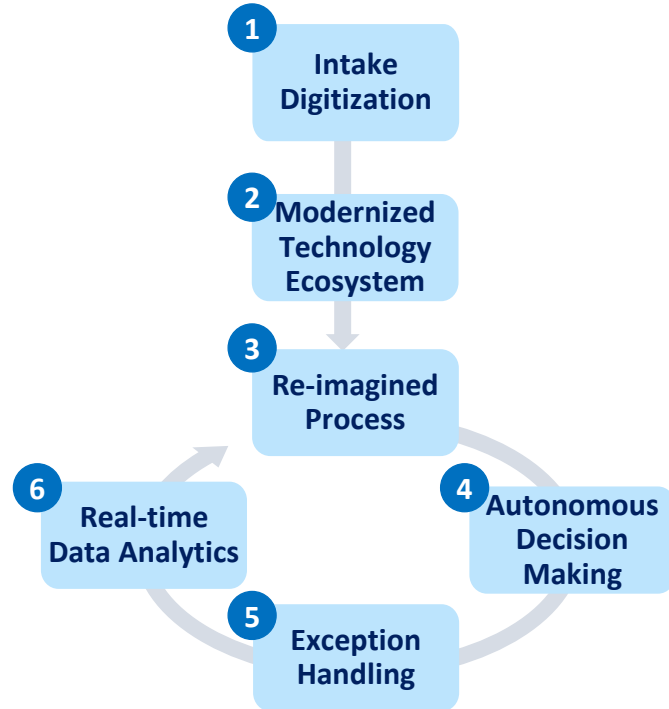 1
Intake
Digitization
2
Modernized
Technology
Ecosystem
3
Re-imagined
Process
4
Autonomous
Decision
Making
5
Exception
Handling
6
Real-time
Data Analytics